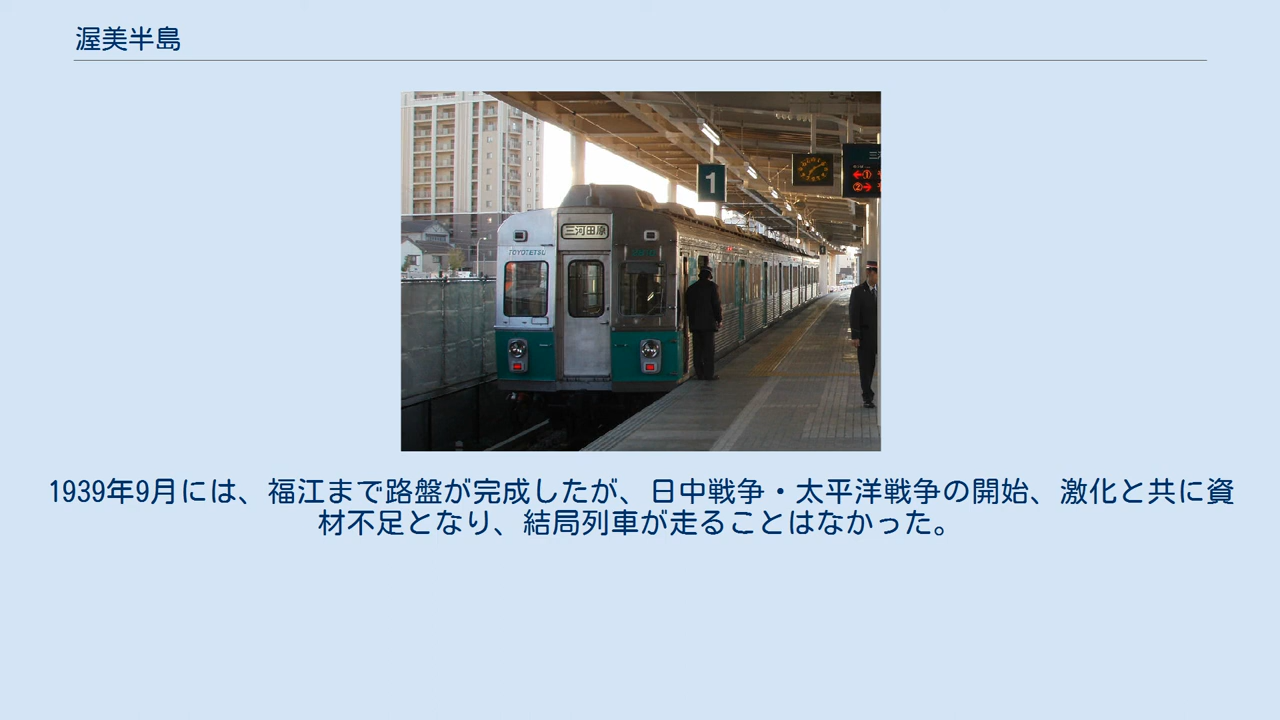 渥美半島
1
三河田原
TOYOTETSU
←①
②→
1939年9月には、福江まで路盤が完成したが、日中戦争・太平洋戦争の開始、激化と共に資
材不足となり、結局列車が走ることはなかった。